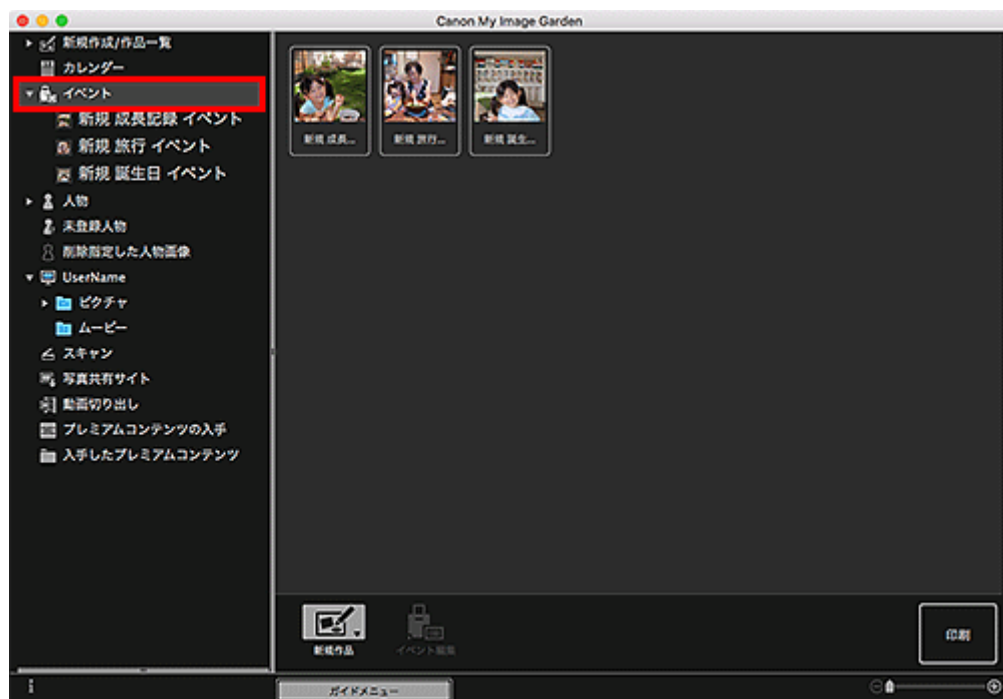 Canon My Image Garden
新規作成/作品一覧
カレンダー
イベント
新規 成長記録 イベント
新規 旅行 イベント
新規 誕生日 イベント
人物
未登録人物
削除指定した人物画像
UserName
ピクチャ
ムービー
スキャン
写真共有サイト
動画切り出し
プレミアムコンテンツの入手
入手したプレミアムコンテンツ
新規 成長...
新規 旅行...
新規 誕生...
新規作品
イベント編集
印刷
ガイドメニュー